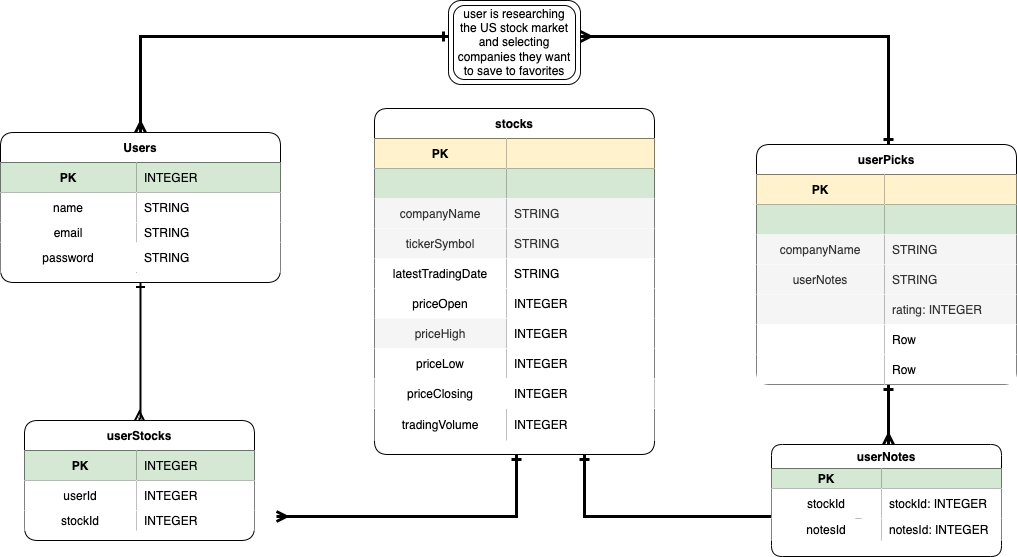 user is researching
the US stock market
and selecting
companies they want
to save to favorites
Users
PK INTEGER
name STRING
email STRING
password STRING
stocks
PK
companyName STRING
tickerSymbol STRING
latestTradingDate STRING
priceOpen INTEGER
priceHigh INTEGER
priceLow INTEGER
priceClosing INTEGER
tradingVolume INTEGER
userPicks
PK
companyName STRING
userNotes STRING
rating: INTEGER
Row
Row
userStocks
PK INTEGER
userId INTEGER
stockId INTEGER
userNotes
PK
stockId stockId: INTEGER
notesId notesId: INTEGER